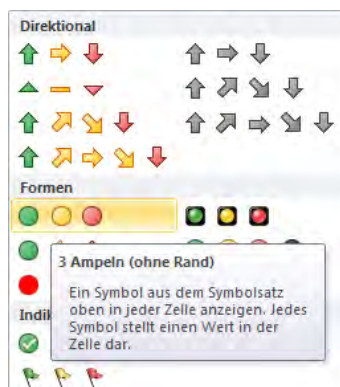 Direktional
Formen
3 Ampeln (ohne Rand)
Ein Symbol aus dem Symbolsatz
oben in jeder Zelle anzeigen. Jedes
Symbol stellt einen Wert in der
Zelle dar.
Indik